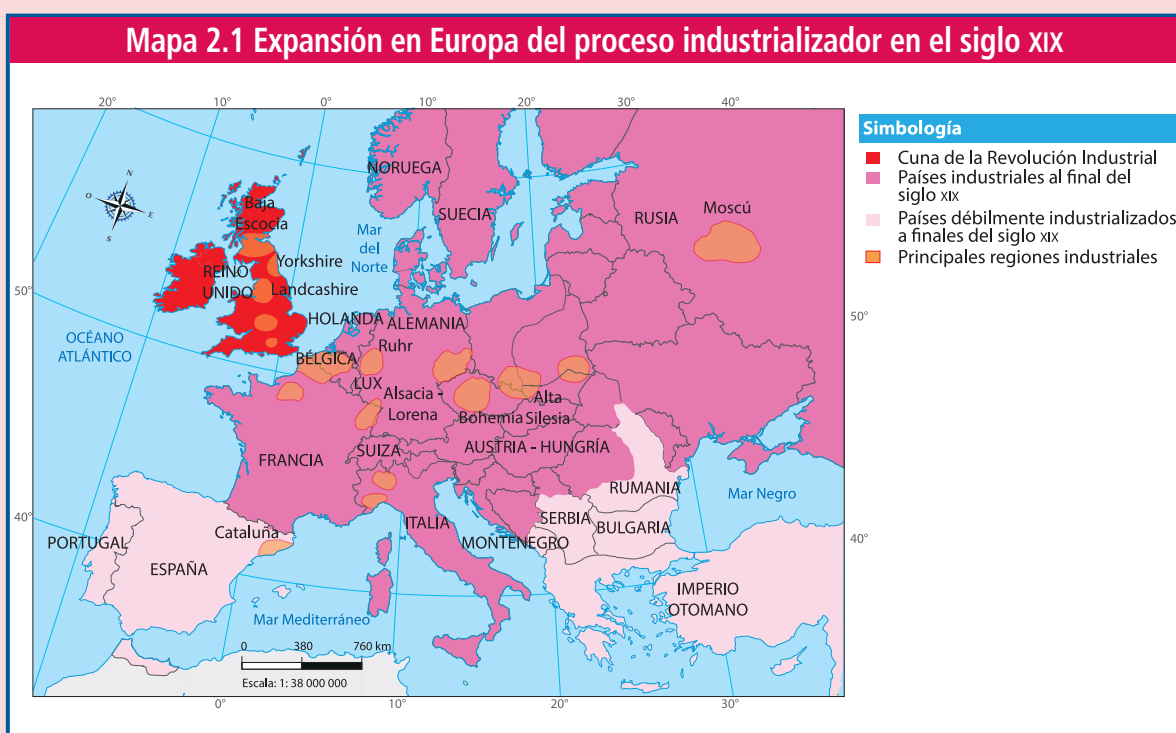 Mapa 2.1 Expansión en Europa del proceso industrializador en el siglo XIX
20° 10° 0° 10° 20° 30° 40°
Simbología
Cuna de la Revolución Industrial
Países industriales al final del
siglo XIX
Países débilmente industrializados
a finales del siglo XIX
Principales regiones industriales
N
O
E
S
NORUEGA
SUECIA
RUSIA
Moscú
Baja
Escocia
Mar
del
Norte
REINO
UNIDO
Yorkshire
Landcashire
50°
50°
OCÉANO
ATLÁNTICO
HOLANDA
ALEMANIA
Ruhr
BÉLGICA
LUX
Alsacia -
Lorena
Bohemia
Alta
Silesia
FRANCIA
SUIZA
AUSTRIA - HUNGRÍA
RUMANIA
Mar Negro
SERBIA
BULGARIA
MONTENEGRO
ITALIA
40°
40°
PORTUGAL
ESPAÑA
Cataluña
IMPERIO
OTOMANO
Mar Mediterráneo
0 380 760 km
Escala: 1: 38 000 000
0° 10° 20° 30°